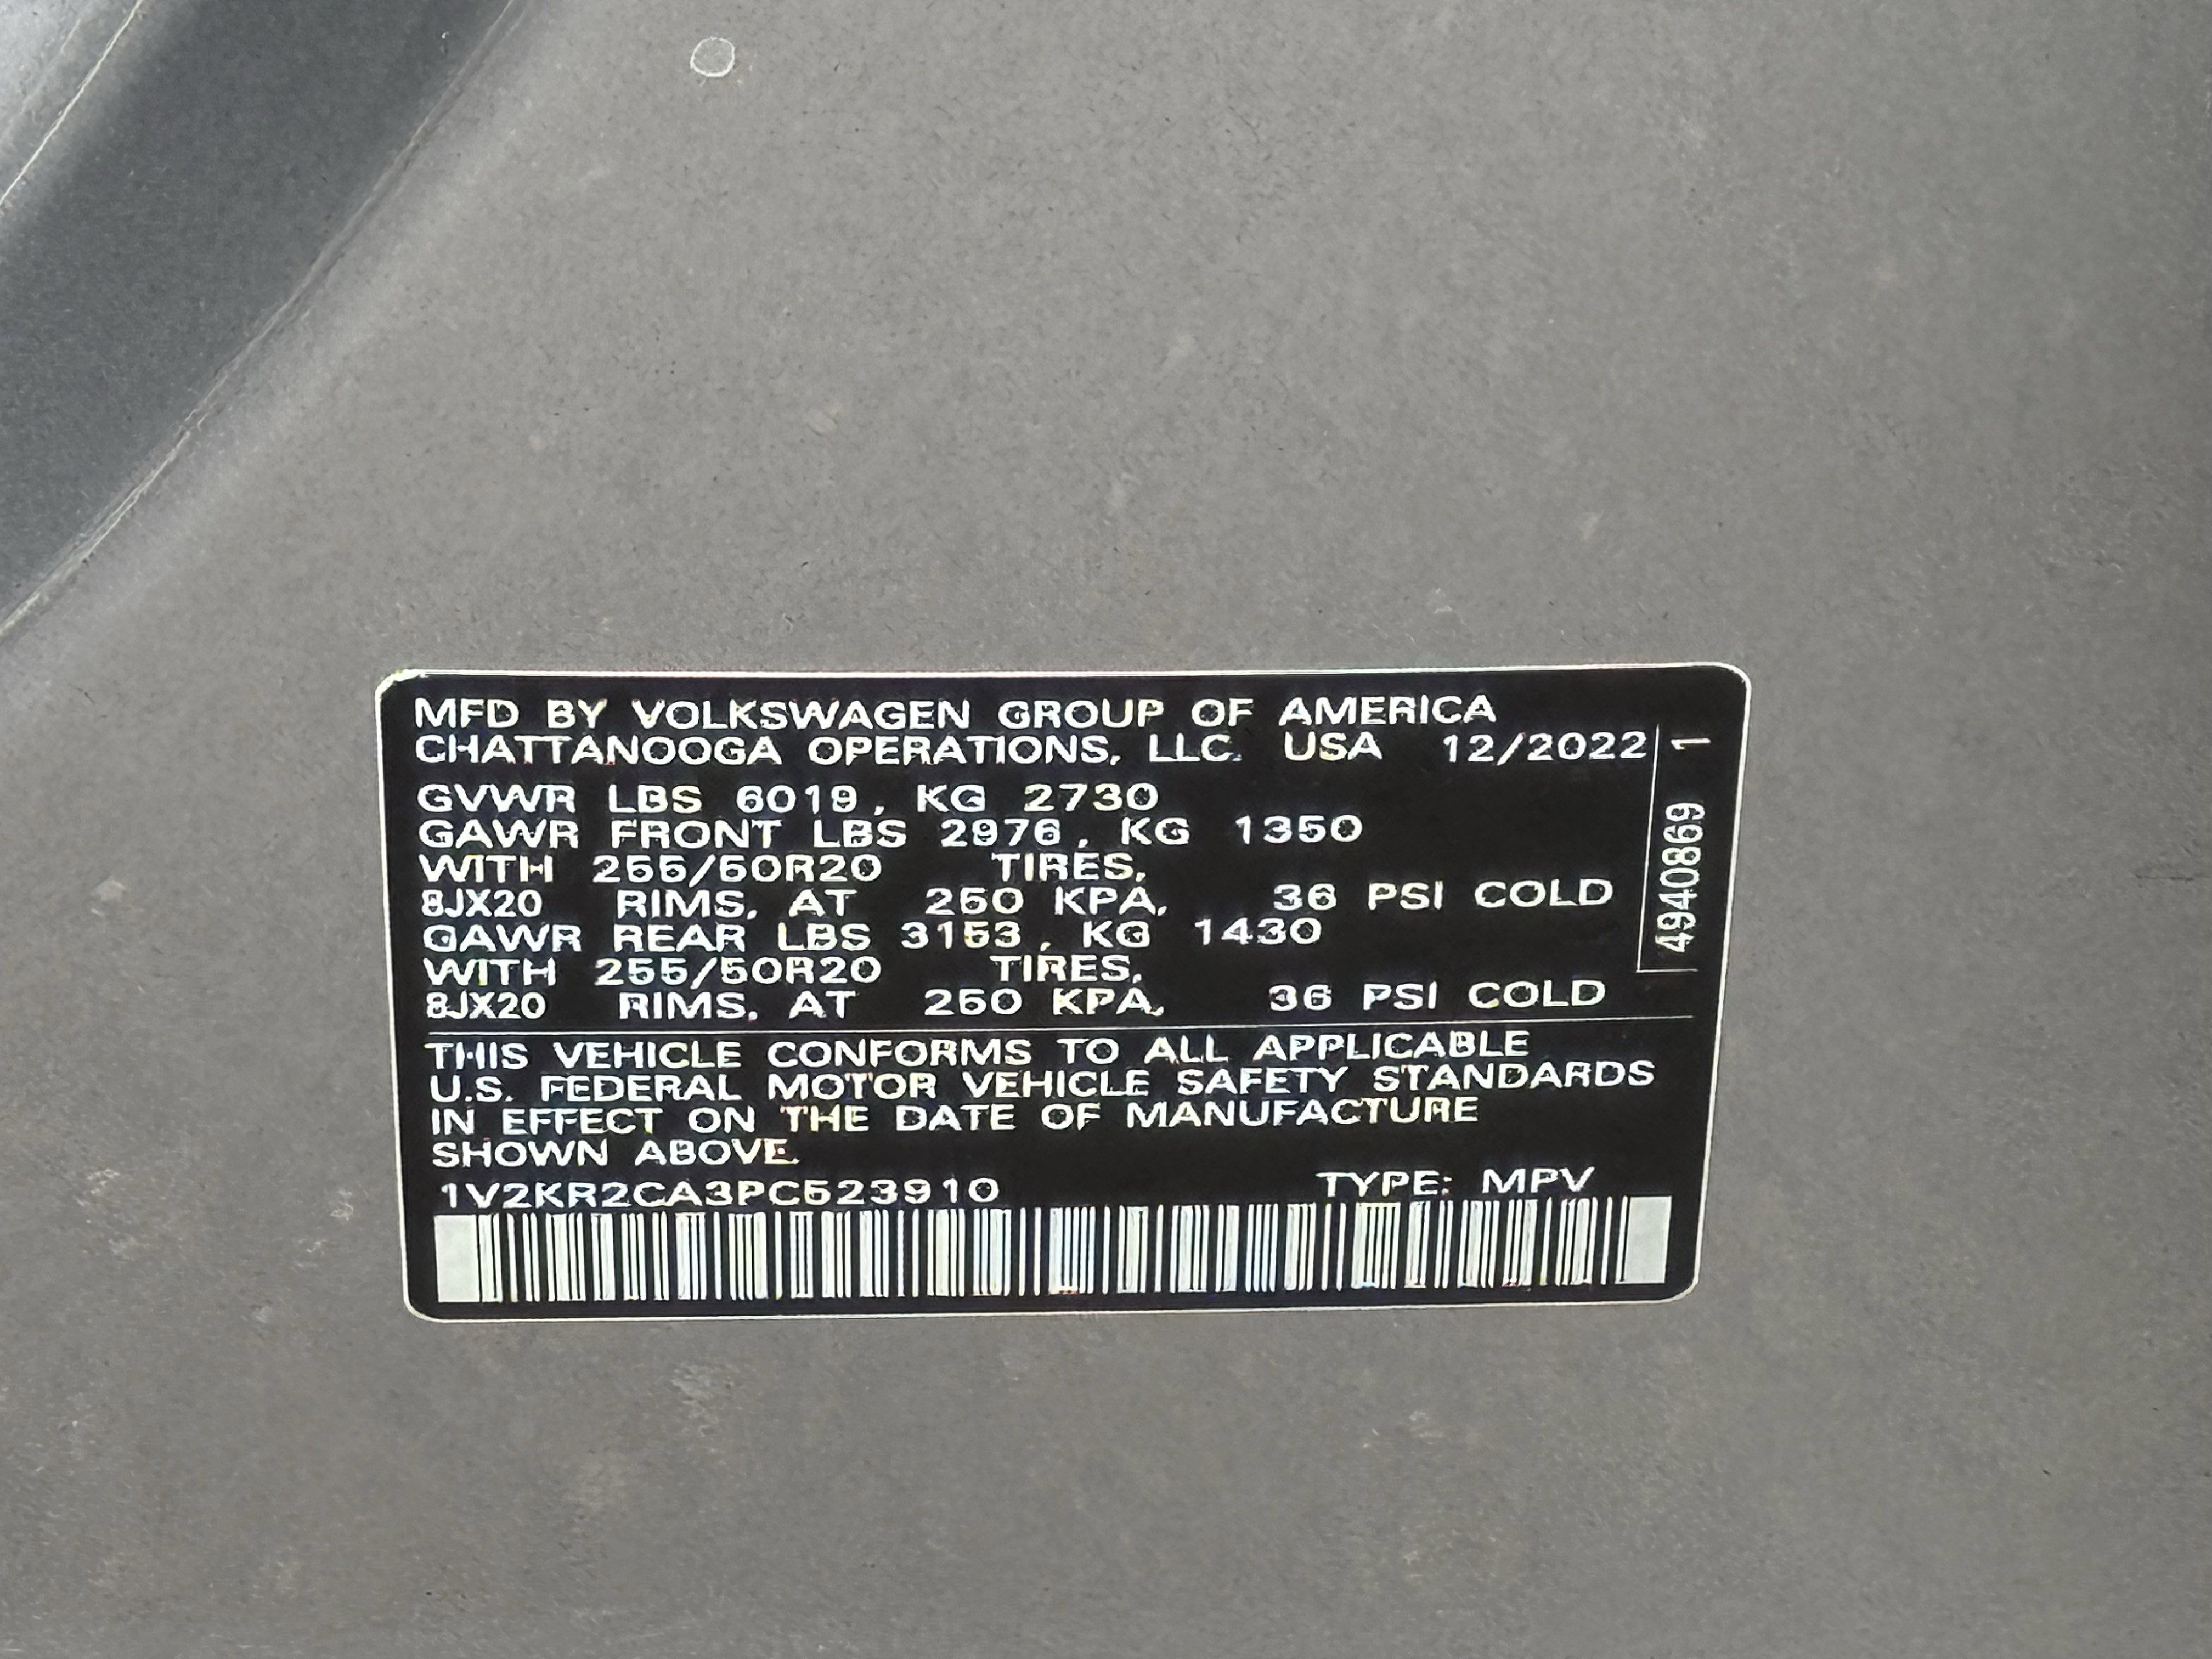 MFD BY VOLKSWAGEN GROUP OF AMERICA
CHATTANOOGA OPERATIONS, LLC. USA 12/2022
GVWR LBS 6019, KG 2730
GAWR FRONT LBS 2976, KG 1350
WITH 255/50R20 TIRES,
8JX20 RIMS, AT 250 KPA, 36 PSI COLD
GAWR REAR LBS 3153, KG 1430
WITH 255/50R20 TIRES,
8JX20 RIMS, AT 250 KPA, 36 PSI COLD
THIS VEHICLE CONFORMS TO ALL APPLICABLE
U.S. FEDERAL MOTOR VEHICLE SAFETY STANDARDS
IN EFFECT ON THE DATE OF MANUFACTURE
SHOWN ABOVE.
1V2KR2CA3PC523910 TYPE: MPV
4940869 1